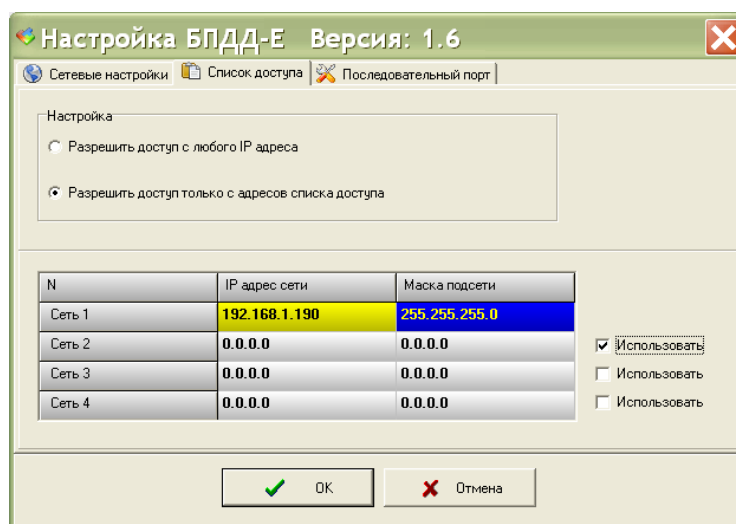 Настройка БПДД-Е Версия: 1.6
Сетевые настройки Список доступа Последовательный порт
Настройка
Разрешить доступ с любого IP адреса
Разрешить доступ только с адресов списка доступа
N IP адрес сети Маска подсети
Сеть 1 192.168.1.190 255.255.255.0
Сеть 2 0.0.0.0 0.0.0.0 Использовать
Сеть 3 0.0.0.0 0.0.0.0 Использовать
Сеть 4 0.0.0.0 0.0.0.0 Использовать
OK Отмена